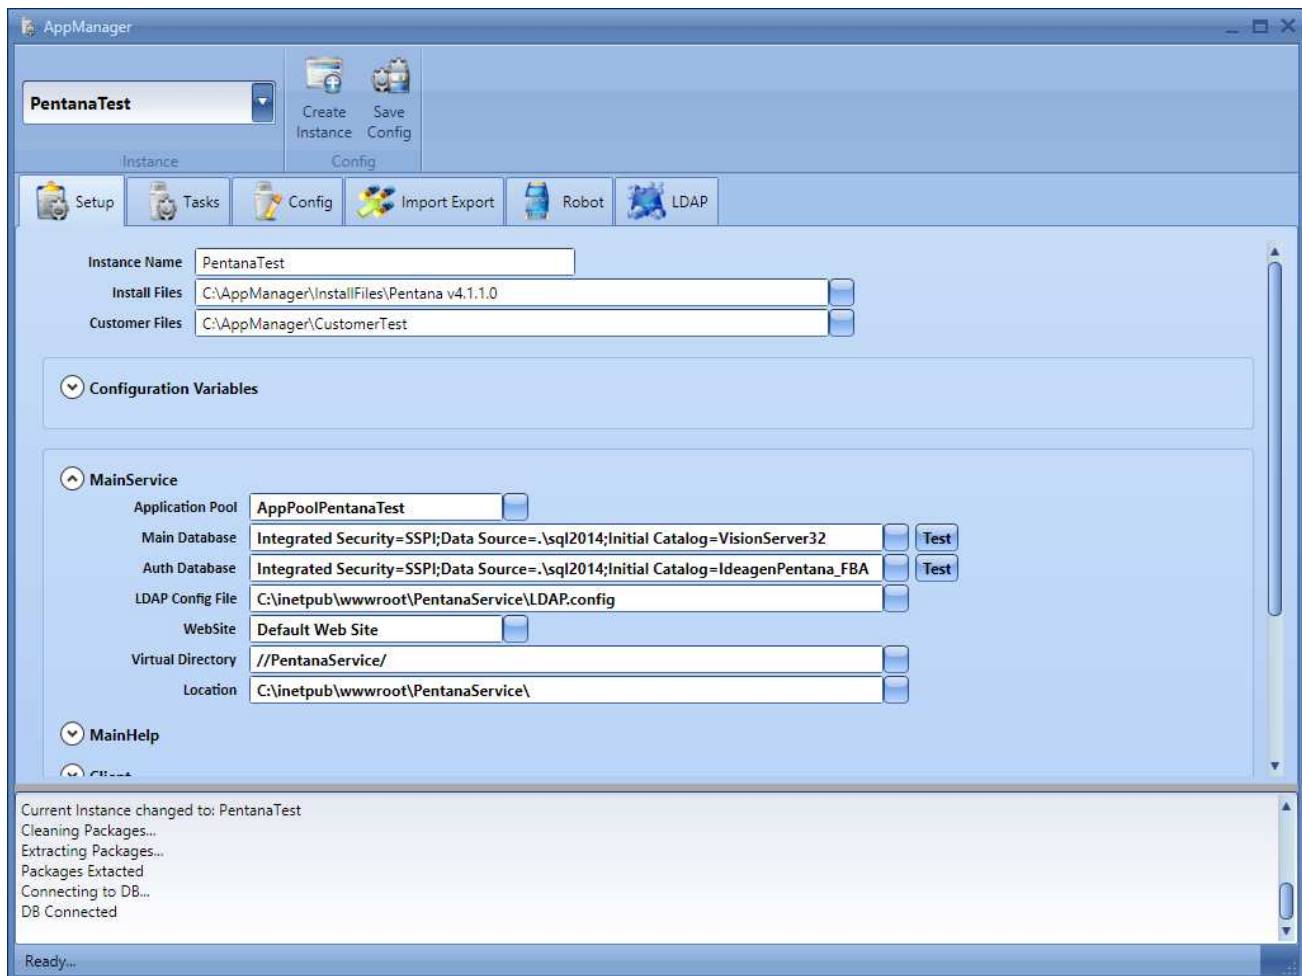 AppManager
PentanaTest
Create Instance
Save Config
Instance
Config
Setup
Tasks
Config
Import Export
Robot
LDAP
Instance Name PentanaTest
Install Files C:\AppManager\InstallFiles\Pentana v4.1.1.0
Customer Files C:\AppManager\CustomerTest
Configuration Variables
MainService
Application Pool AppPoolPentanaTest
Main Database Integrated Security=SSPI;Data Source=.\sql2014;Initial Catalog=VisionServer32 Test
Auth Database Integrated Security=SSPI;Data Source=.\sql2014;Initial Catalog=IdeagenPentana_FBA Test
LDAP Config File C:\inetpub\wwwroot\PentanaService\LDAP.config
WebSite Default Web Site
Virtual Directory //PentanaService/
Location C:\inetpub\wwwroot\PentanaService\
MainHelp
Client
Current Instance changed to: PentanaTest
Cleaning Packages...
Extracting Packages...
Packages Extacted
Connecting to DB...
DB Connected
Ready...